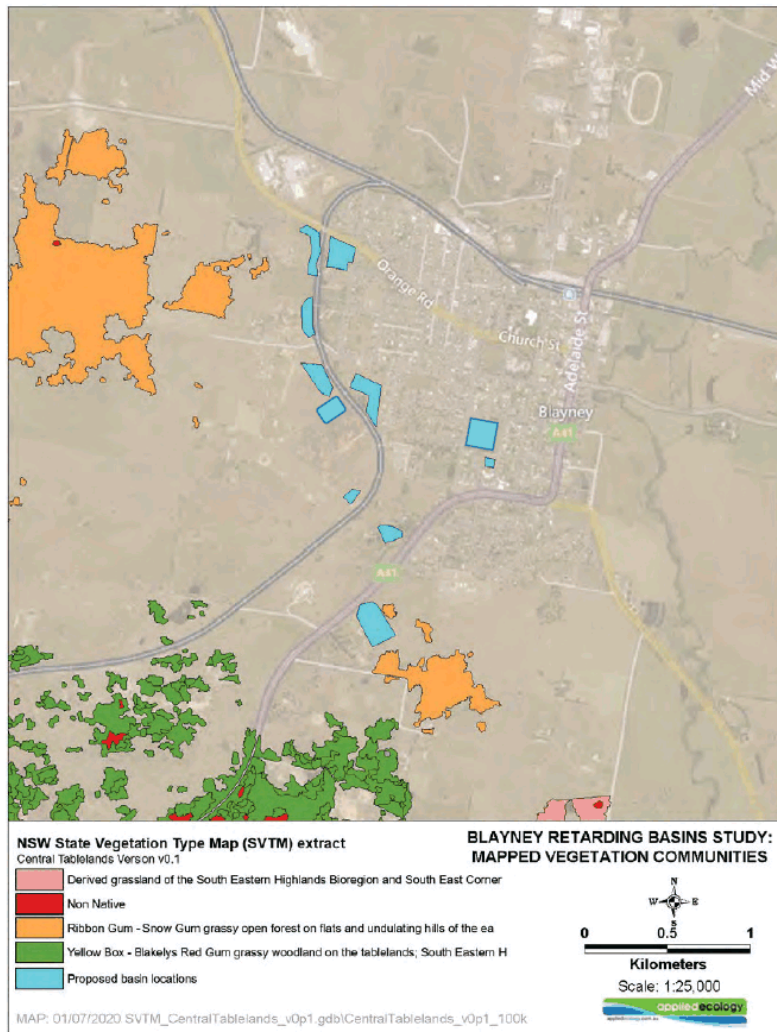 Mid W
Orange Rd
Church St
Adelaide St
Blayney
A41
A41
NSW State Vegetation Type Map (SVTM) extract
Central Tablelands Verson v0.1
Derived grassland of the South Eastern Highlands Bioregion and South East Corner
Non Native
Ribbon Gum - Snow Gum grassy open forest on flats and undulating hills of the ea
Yellow Box - Blakelys Red Gum grassy woodland on the tablelands; South Eastern H
Proposed basin locations
MAP: 01/07/2020 SVTM_CentralTablelands_v0p1.gdb\CentralTablelands_v0p1_100k
BLAYNEY RETARDING BASINS STUDY:
MAPPED VEGETATION COMMUNITIES
N
W E
S
0 0.5 1
Kilometers
Scale: 1:25,000
appliedecology
appliedecology.com.au